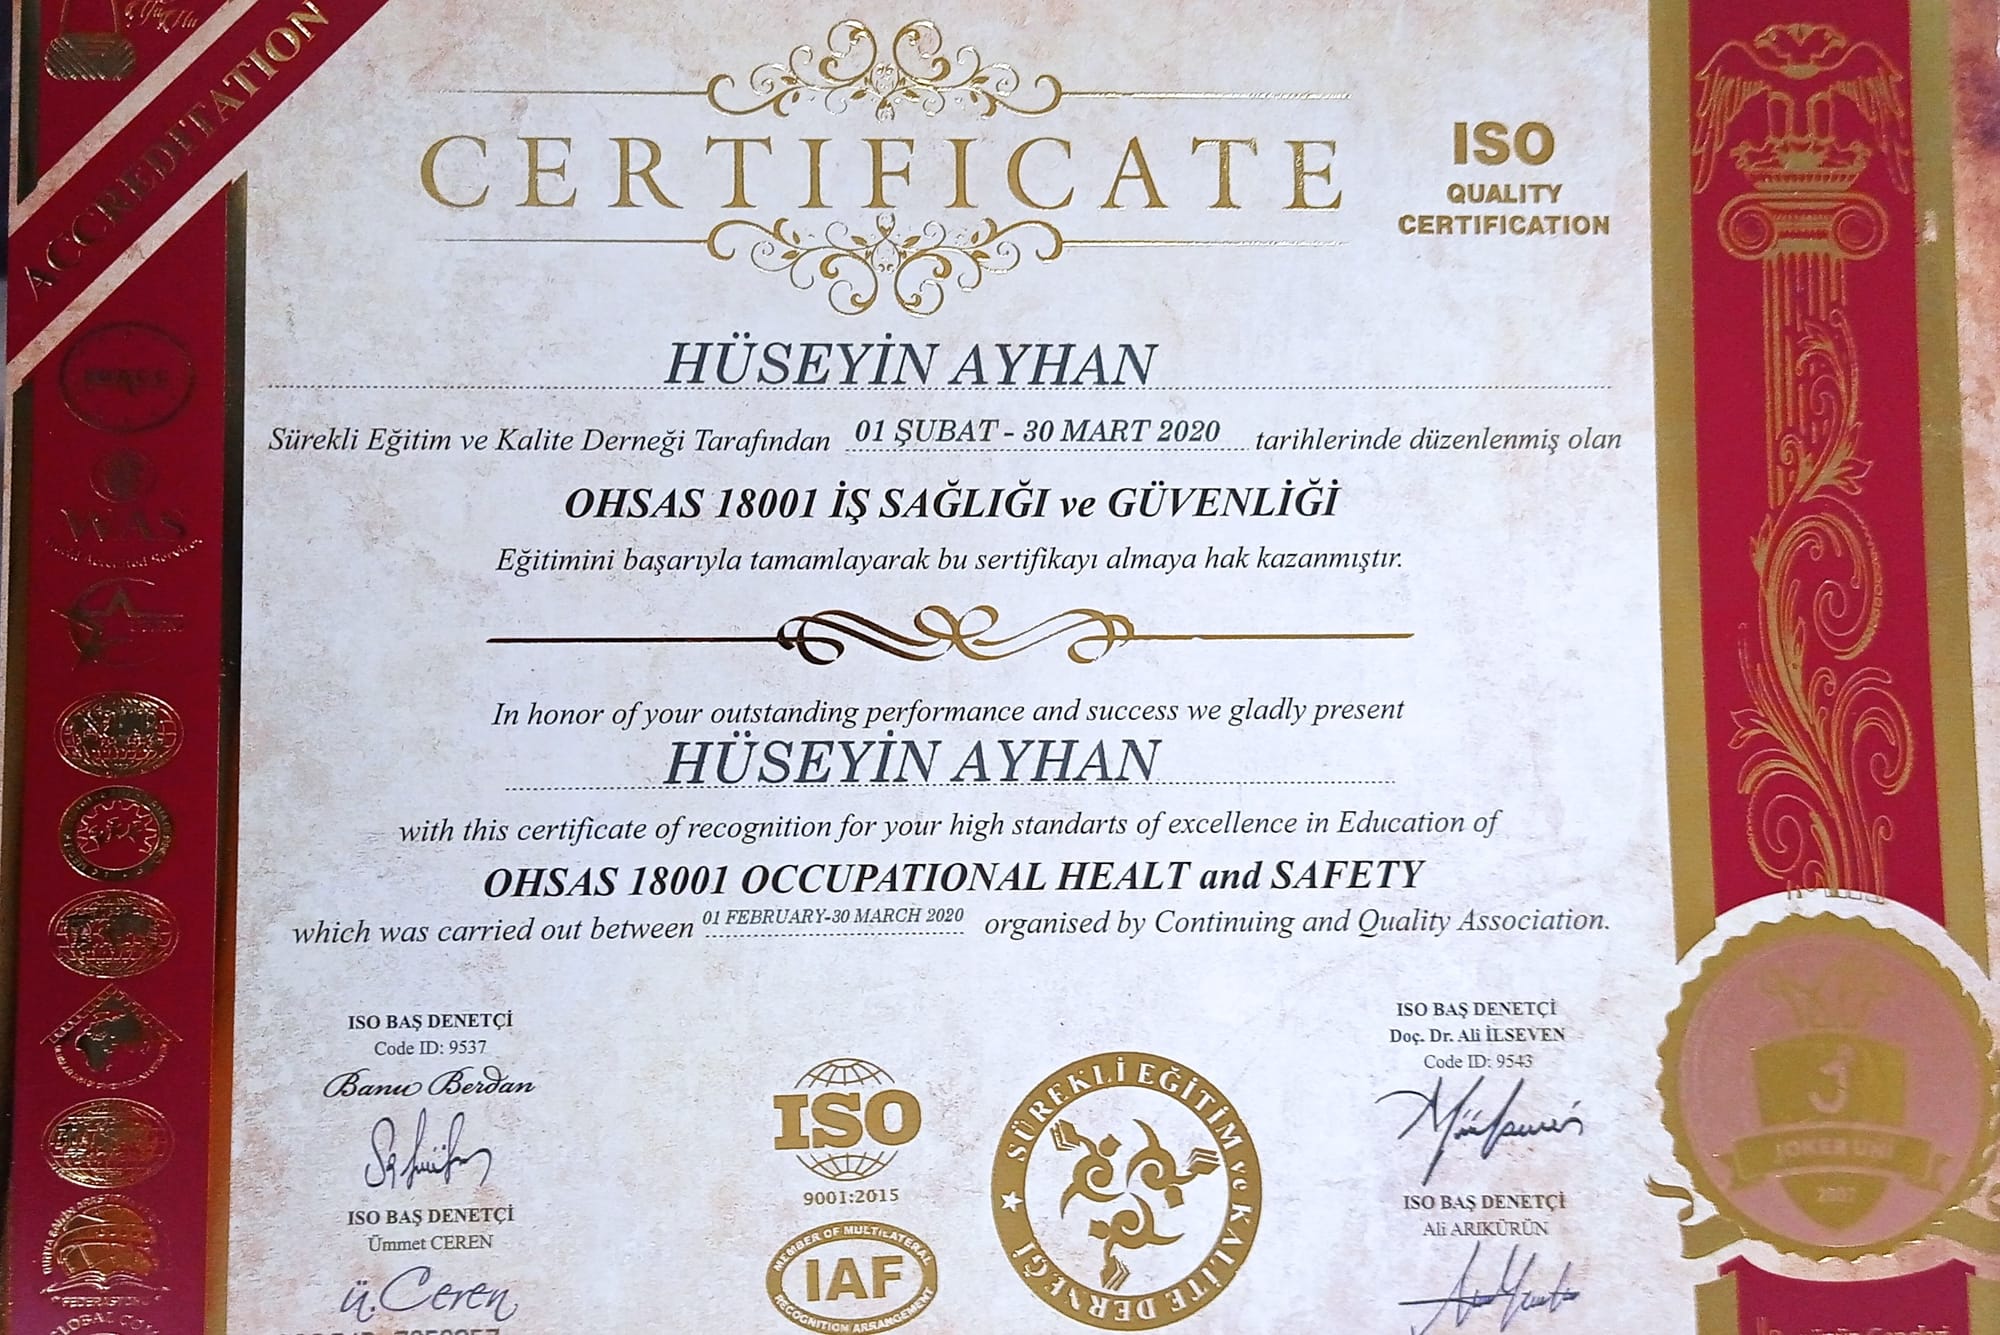 ACCREDITATION
CERTIFICATE
ISO
QUALITY
CERTIFICATION
HÜSEYİN AYHAN
Sürekli Eğitim ve Kalite Derneği Tarafından 01 ŞUBAT - 30 MART 2020 tarihlerinde düzenlenmiş olan
OHSAS 18001 İŞ SAĞLIĞI ve GÜVENLİĞİ
Eğitimini başarıyla tamamlayarak bu sertifikayı almaya hak kazanmıştır.
In honor of your outstanding performance and success we gladly present
HÜSEYİN AYHAN
with this certificate of recognition for your high standarts of excellence in Education of
OHSAS 18001 OCCUPATIONAL HEALT and SAFETY
which was carried out between 01 FEBRUARY-30 MARCH 2020 organised by Continuing and Quality Association.
ISO BAŞ DENETÇİ
Code ID: 9537
Banu Berdan
ISO BAŞ DENETÇİ
Ümmet CEREN
ü.Ceren
ISO
9001:2015
MEMBER OF MULTILATERAL
IAF
RECOGNITION ARRANGEMENT
SÜREKLİ EĞİTİM ve KALİTE DERNEĞİ
ISO BAŞ DENETÇİ
Doç. Dr. Ali İLSEVEN
Code ID: 9543
ISO BAŞ DENETÇİ
Ali ARIKÜRÜN
WAS
JOKER UNI
2007